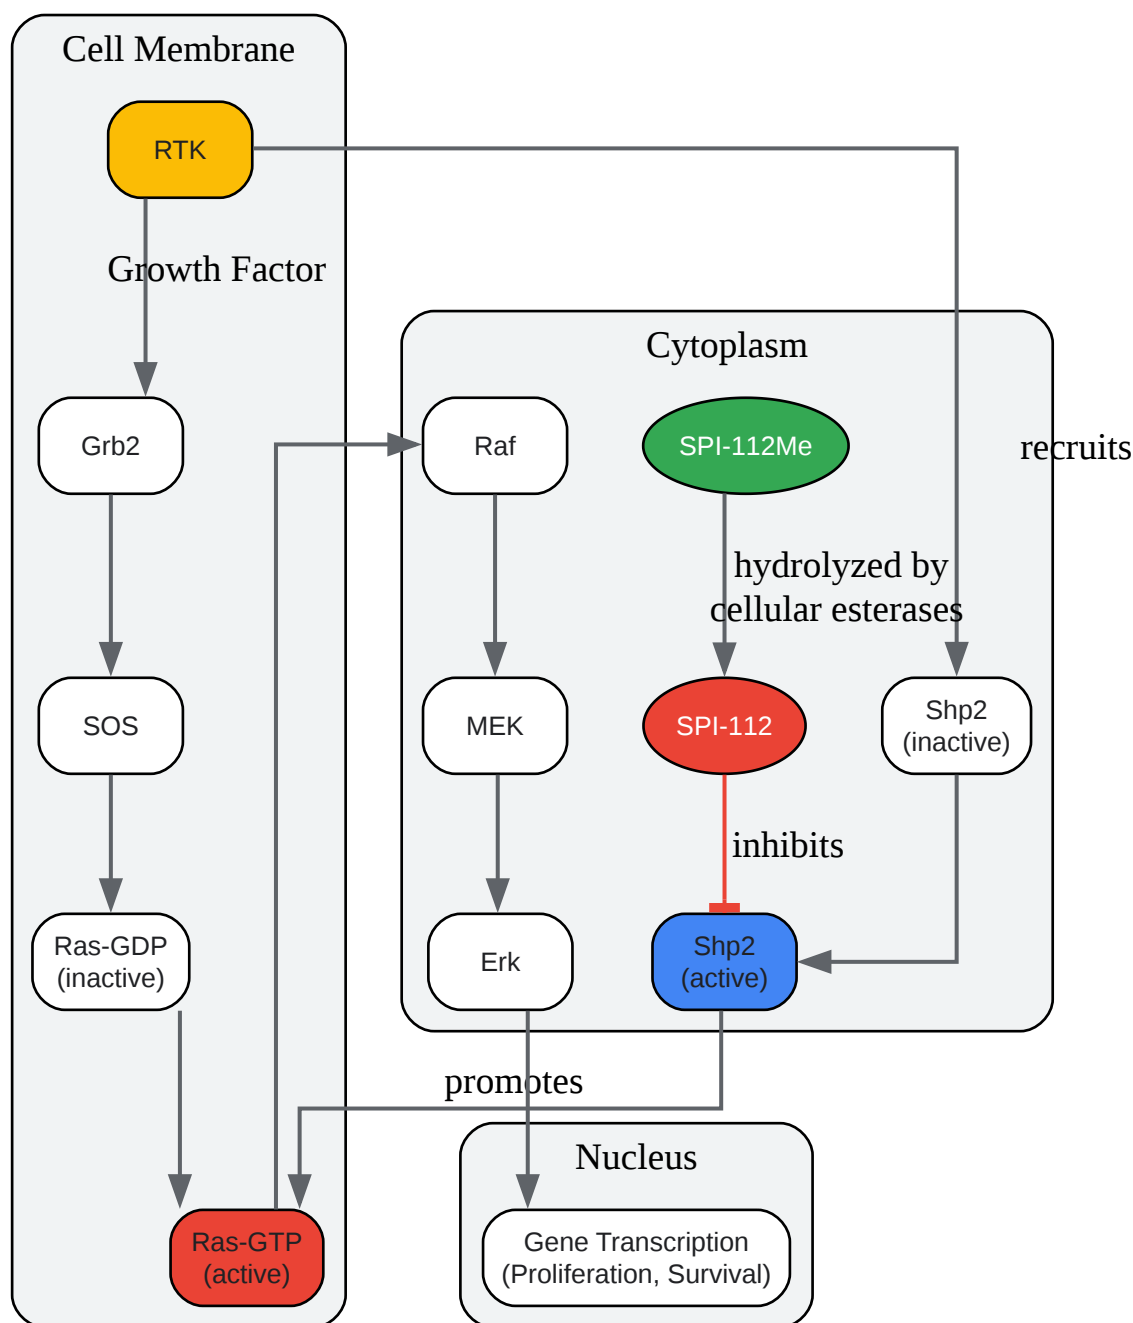 Cell Membrane
RTK
Growth Factor
Cytoplasm
Grb2
Raf
SPI-112Me
recruits
hydrolyzed by
cellular esterases
SOS
MEK
SPI-112
Shp2
(inactive)
inhibits
Ras-GDP
(inactive)
Erk
Shp2
(active)
promotes
Nucleus
Ras-GTP
(active)
Gene Transcription
(Proliferation, Survival)